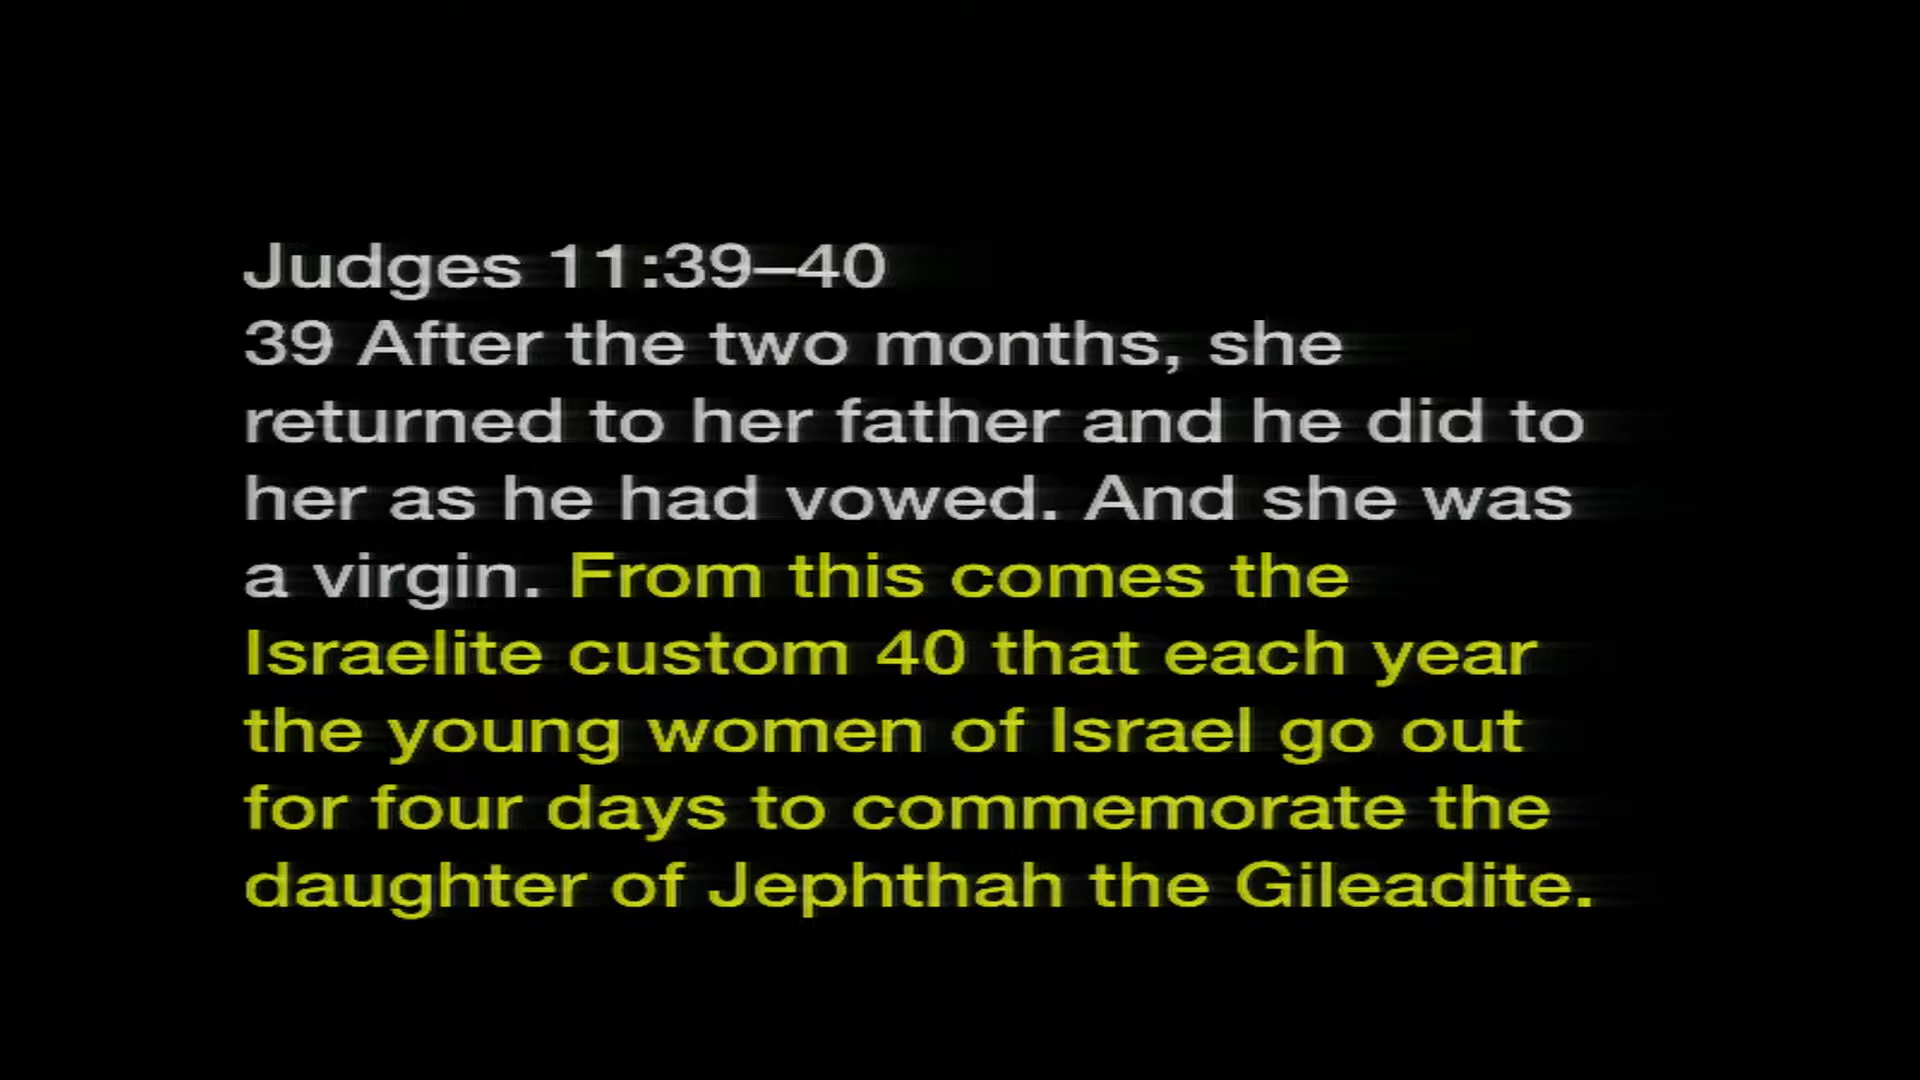 Judges 11:39–40
39 After the two months, she
returned to her father and he did to
her as he had vowed. And she was
a virgin. From this comes the
Israelite custom 40 that each year
the young women of Israel go out
for four days to commemorate the
daughter of Jephthah the Gileadite.